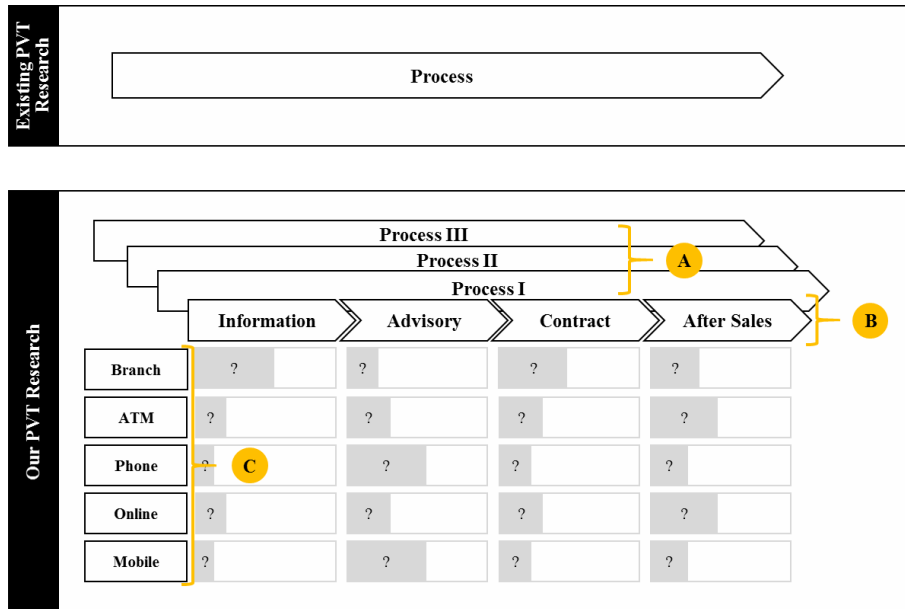 Existing PVT
Research
Process
Our PVT Research
Process III
Process II
Process I
A
Information
Advisory
Contract
After Sales
B
Branch
?
?
?
?
ATM
?
?
?
?
Phone
?
C
?
?
?
Online
?
?
?
?
Mobile
?
?
?
?